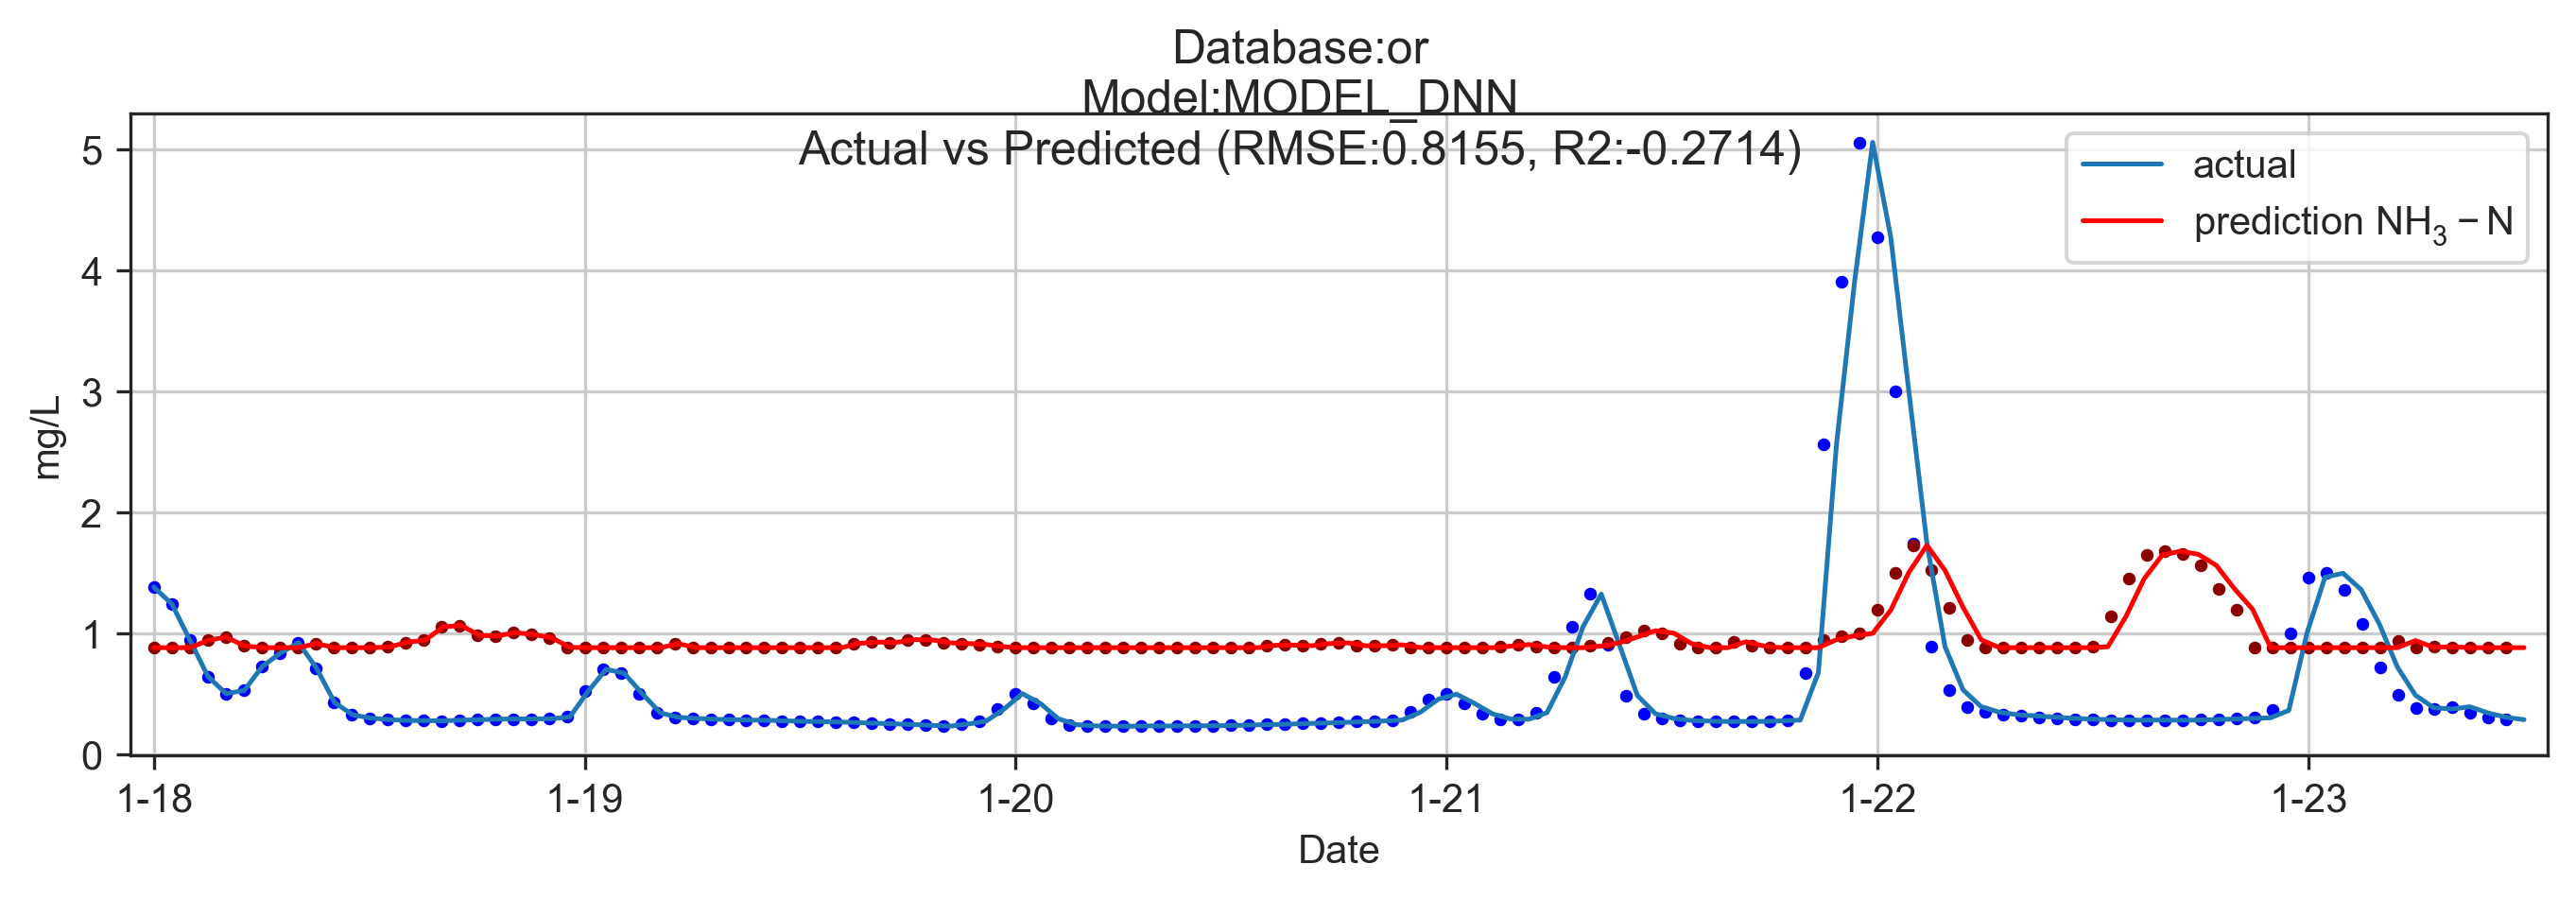 Database:or
Model:MODEL_DNN
Actual vs Predicted (RMSE:0.8155, R2:-0.2714)
actual
prediction NH₃ − N
mg/L
5
4
3
2
1
0
1-18 1-19 1-20 1-21 1-22 1-23
Date